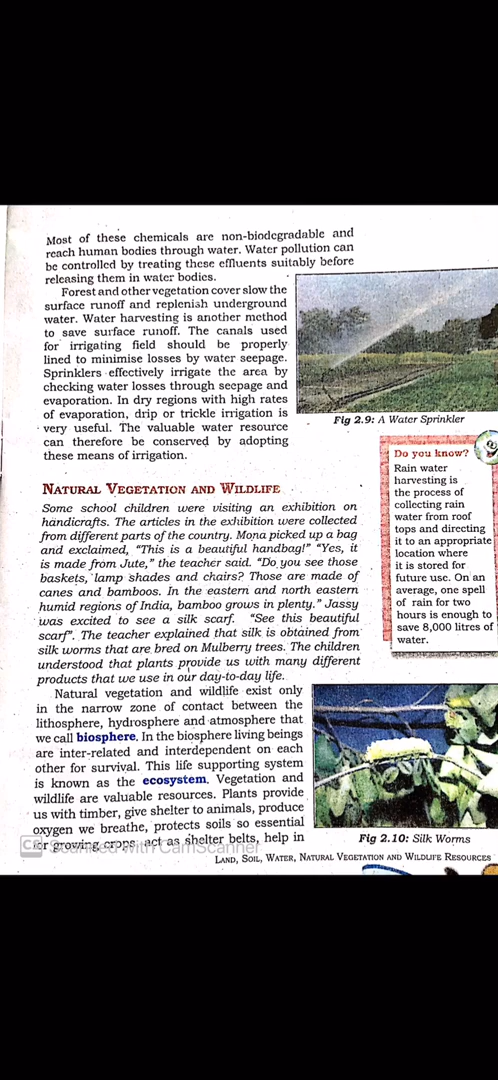 Most of these chemicals are non-biodegradable and
reach human bodies through water. Water pollution can
be controlled by treating these effluents suitably before
releasing them in water bodies.
Forest and other vegetation cover slow the
surface runoff and replenish underground
water. Water harvesting is another method
to save surface runoff. The canals used
for irrigating field should be properly
lined to minimise losses by water seepage.
Sprinklers effectively irrigate the area by
checking water losses through seepage and
evaporation. In dry regions with high rates
of evaporation, drip or trickle irrigation is
very useful. The valuable water resource
can therefore be conserved by adopting
these means of irrigation.
Fig 2.9: A Water Sprinkler
Do you know?
Rain water
harvesting is
the process of
collecting rain
water from roof
tops and directing
it to an appropriate
location where
it is stored for
future use. On an
average, one spell
of rain for two
hours is enough to
save 8,000 litres of
water.
NATURAL VEGETATION AND WILDLIFE
Some school children were visiting an exhibition on
handicrafts. The articles in the exhibition were collected
from different parts of the country. Mona picked up a bag
and exclaimed, “This is a beautiful handbag!” “Yes, it
is made from Jute,” the teacher said. “Do you see those
baskets, lamp shades and chairs? Those are made of
canes and bamboos. In the eastern and north eastern
humid regions of India, bamboo grows in plenty.” Jassy
was excited to see a silk scarf. “See this beautiful
scarf”. The teacher explained that silk is obtained from
silk worms that are bred on Mulberry trees. The children
understood that plants provide us with many different
products that we use in our day-to-day life.
Natural vegetation and wildlife exist only
in the narrow zone of contact between the
lithosphere, hydrosphere and atmosphere that
we call biosphere. In the biosphere living beings
are inter-related and interdependent on each
other for survival. This life supporting system
is known as the ecosystem. Vegetation and
wildlife are valuable resources. Plants provide
us with timber, give shelter to animals, produce
oxygen we breathe, protects soils so essential
for growing crops, act as shelter belts, help in
Fig 2.10: Silk Worms
CS Scanned with CamScanner
LAND, SOIL, WATER, NATURAL VEGETATION AND WILDLIFE RESOURCES